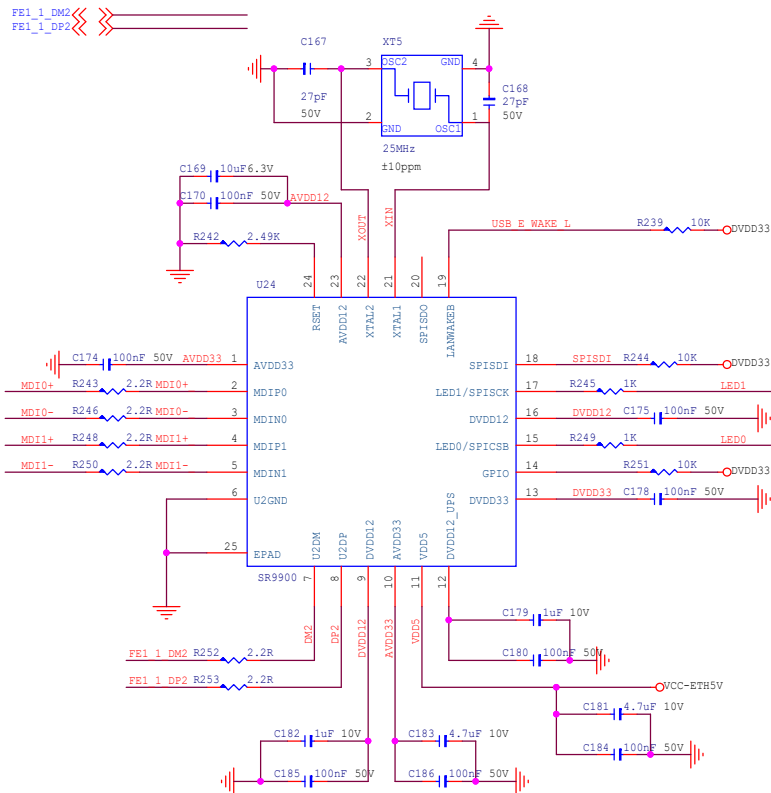 FE1_1_DM2
FE1_1_DP2
C167
XT5
27pF
50V
3
OSC2
GND
4
2
GND
OSC1
1
C168
27pF
50V
25MHz
±10ppm
C169
10uF
6.3V
C170
100nF
50V
AVDD12
R242
2.49K
XOUT
XIN
USB_E_WAKE_L
R239
10K
DVDD33
U24
24
23
22
21
20
19
RSET
AVDD12
XTAL2
XTAL1
SPISDO
LANWAKEB
C174
100nF
50V
AVDD33
1
AVDD33
SPISDI
18
SPISDI
R244
10K
DVDD33
MDI0+
R243
2.2R
MDI0+
2
MDIP0
LED1/SPISCK
17
R245
1K
LED1
MDI0-
R246
2.2R
MDI0-
3
MDIN0
DVDD12
16
DVDD12
C175
100nF
50V
MDI1+
R248
2.2R
MDI1+
4
MDIP1
LED0/SPICSB
15
R249
1K
LED0
MDI1-
R250
2.2R
MDI1-
5
MDIN1
GPIO
14
R251
10K
DVDD33
6
U2GND
DVDD33
13
DVDD33
C178
100nF
50V
25
EPAD
U2DM
U2DP
DVDD12
AVDD33
VDD5
DVDD12_UPS
SR9900
7
8
9
10
11
12
DM2
DP2
DVDD12
AVDD33
VDD5
C179
1uF
10V
FE1_1_DM2
R252
2.2R
C180
100nF
50V
FE1_1_DP2
R253
2.2R
VCC-ETH5V
C181
4.7uF
10V
C182
1uF
10V
C183
4.7uF
10V
C184
100nF
50V
C185
100nF
50V
C186
100nF
50V